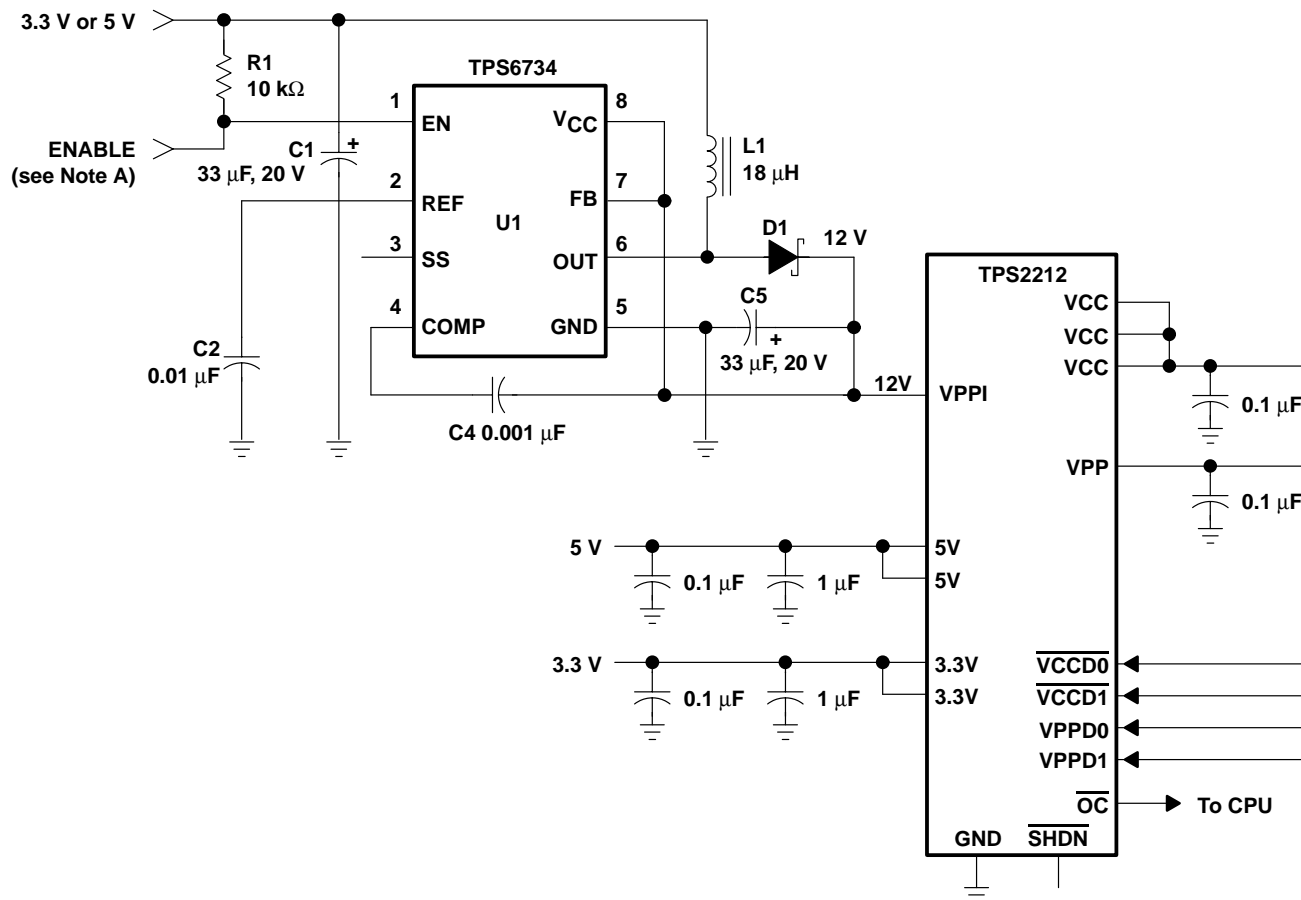 3.3 V or 5 V
R1
10 kΩ
ENABLE
(see Note A)
C1
+
33 μF, 20 V
C2
0.01 μF
TPS6734
1
EN
2
REF
3
SS
4
COMP
U1
8
VCC
7
FB
6
OUT
5
GND
C4 0.001 μF
L1
18 μH
D1
12 V
C5
+
33 μF, 20 V
12V
TPS2212
VPPI
VCC
VCC
VCC
0.1 μF
VPP
0.1 μF
5 V
0.1 μF
1 μF
5V
5V
3.3 V
0.1 μF
1 μF
3.3V
3.3V
VCCD0
VCCD1
VPPD0
VPPD1
OC
To CPU
GND
SHDN